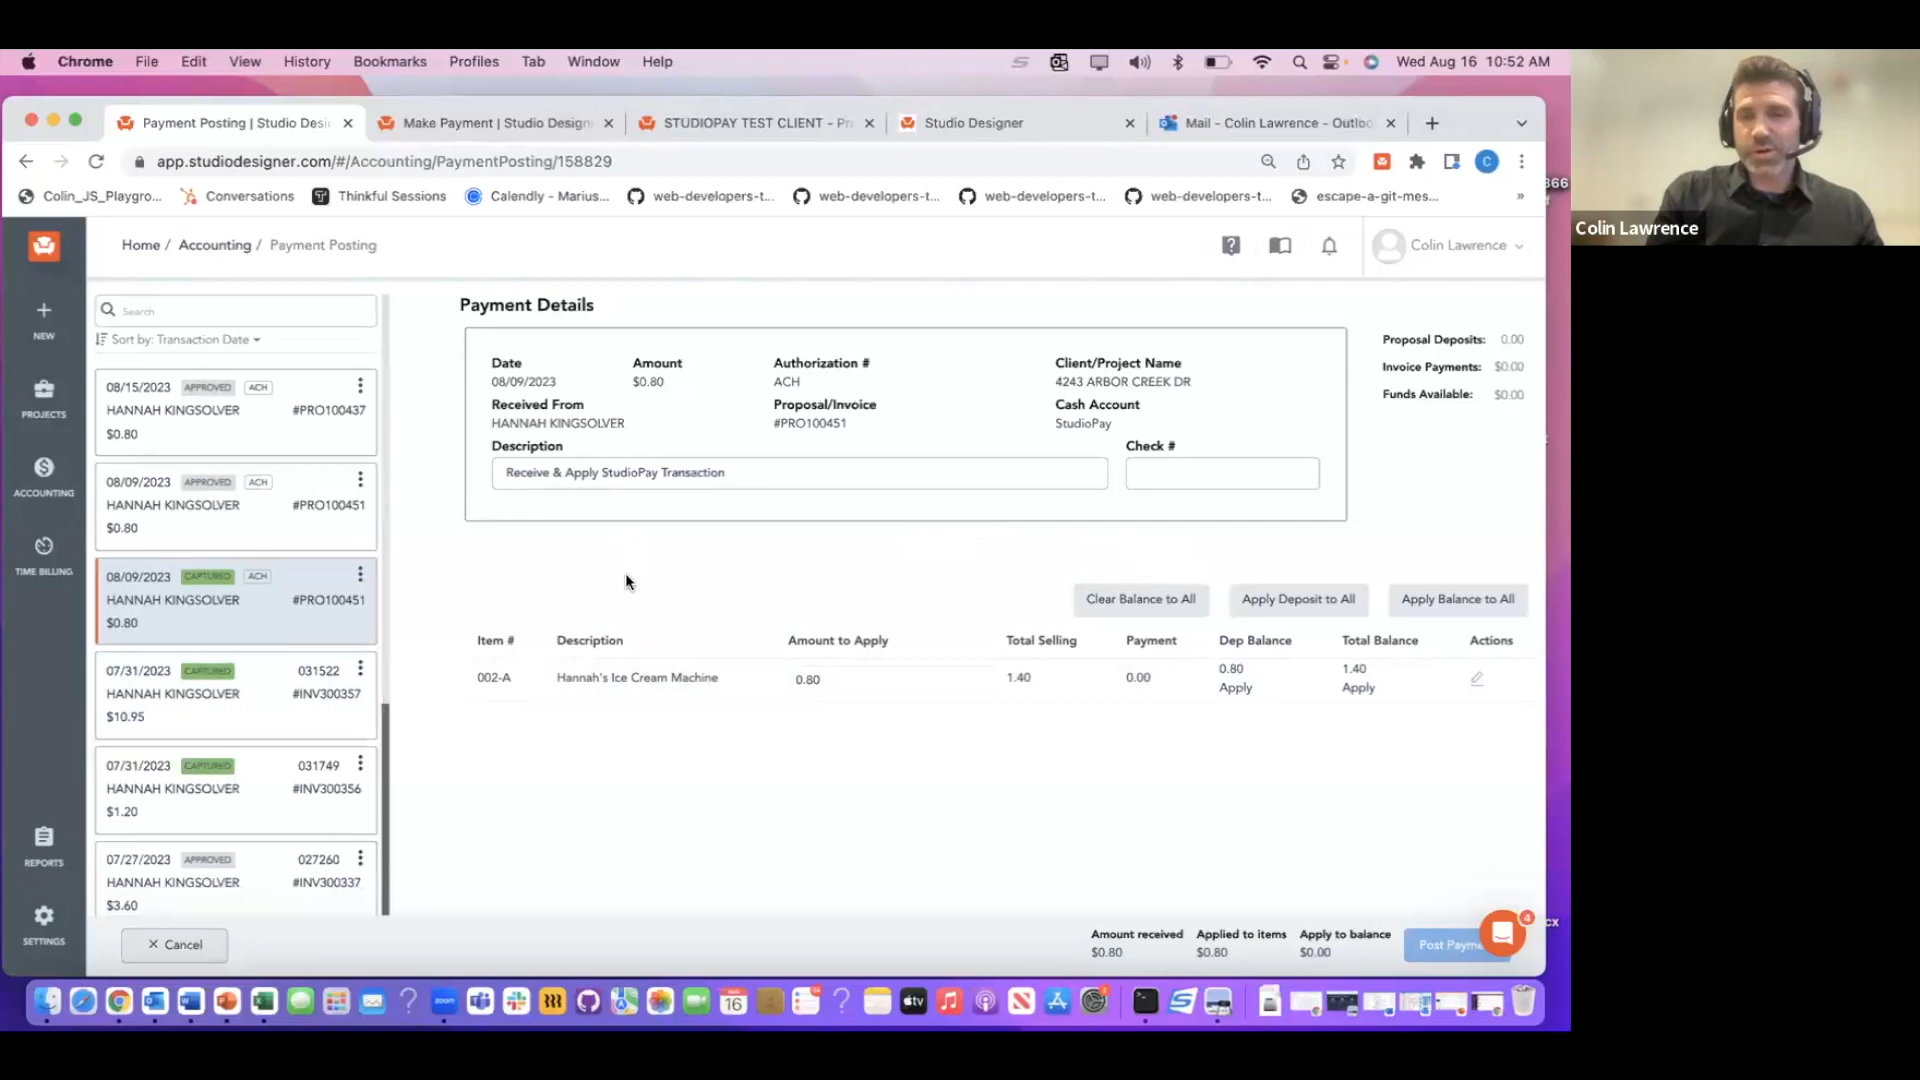 Chrome File Edit View History Bookmarks Profiles Tab Window Help Wed Aug 16 10:52 AM
Payment Posting | Studio Desi
Make Payment | Studio Design
STUDIOPAY TEST CLIENT - Pr
Studio Designer
Mail - Colin Lawrence - Outloo
app.studiodesigner.com/#/Accounting/PaymentPosting/158829
C
Colin_JS_Playgro... Conversations Thinkful Sessions Calendly - Marius... web-developers-t... web-developers-t... web-developers-t... web-developers-t... escape-a-git-mes... »
366
Colin Lawrence
Home / Accounting / Payment Posting
Colin Lawrence
NEW
PROJECTS
ACCOUNTING
TIME BILLING
REPORTS
SETTINGS
Search
Sort by: Transaction Date
08/15/2023 APPROVED ACH
HANNAH KINGSOLVER #PRO100437
$0.80
08/09/2023 APPROVED ACH
HANNAH KINGSOLVER #PRO100451
$0.80
08/09/2023 CAPTURED ACH
HANNAH KINGSOLVER #PRO100451
$0.80
07/31/2023 CAPTURED 031522
HANNAH KINGSOLVER #INV300357
$10.95
07/31/2023 CAPTURED 031749
HANNAH KINGSOLVER #INV300356
$1.20
07/27/2023 APPROVED 027260
HANNAH KINGSOLVER #INV300337
$3.60
Payment Details
Date Amount Authorization # Client/Project Name
08/09/2023 $0.80 ACH 4243 ARBOR CREEK DR
Received From Proposal/Invoice Cash Account
HANNAH KINGSOLVER #PRO100451 StudioPay
Description Check #
Receive & Apply StudioPay Transaction
Proposal Deposits: 0.00
Invoice Payments: $0.00
Funds Available: $0.00
Clear Balance to All Apply Deposit to All Apply Balance to All
Item # Description Amount to Apply Total Selling Payment Dep Balance Total Balance Actions
002-A Hannah's Ice Cream Machine 0.80 1.40 0.00 0.80 1.40
Apply Apply
× Cancel
Amount received Applied to items Apply to balance
$0.80 $0.80 $0.00
Post Payme
4
cx
zoom
tv
16